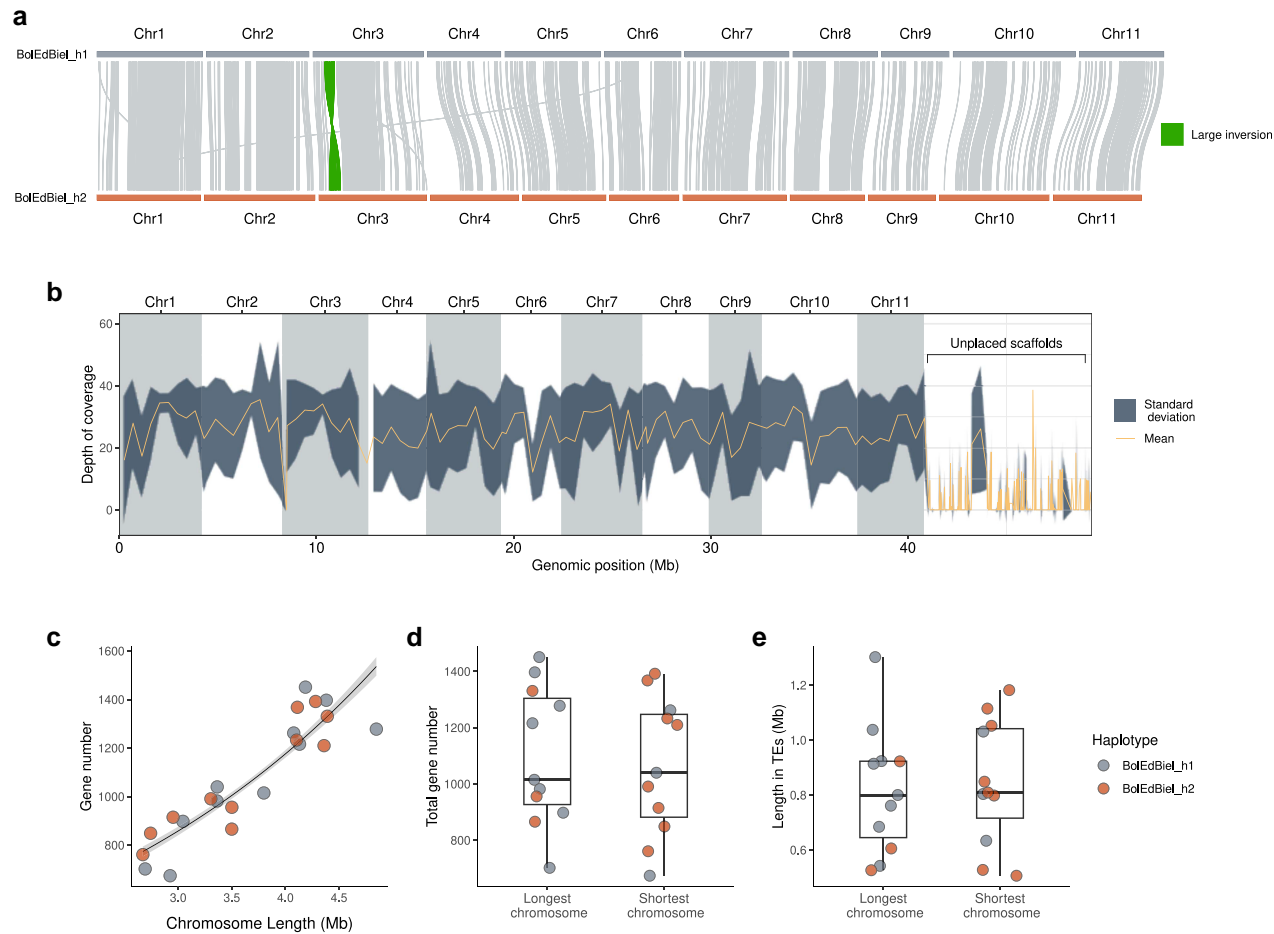 a
Chr1 Chr2 Chr3 Chr4 Chr5 Chr6 Chr7 Chr8 Chr9 Chr10 Chr11
BolEdBiel_h1
Large inversion
BolEdBiel_h2
Chr1 Chr2 Chr3 Chr4 Chr5 Chr6 Chr7 Chr8 Chr9 Chr10 Chr11
b
Chr1 Chr2 Chr3 Chr4 Chr5 Chr6 Chr7 Chr8 Chr9 Chr10 Chr11
Depth of coverage
60
40
20
0
Unplaced scaffolds
Standard
deviation
Mean
0 10 20 30 40
Genomic position (Mb)
c
Gene number
1600
1400
1200
1000
800
3.0 3.5 4.0 4.5
Chromosome Length (Mb)
d
Total gene number
1400
1200
1000
800
Longest
chromosome
Shortest
chromosome
e
Length in TEs (Mb)
1.2
1.0
0.8
0.6
Longest
chromosome
Shortest
chromosome
Haplotype
BolEdBiel_h1
BolEdBiel_h2